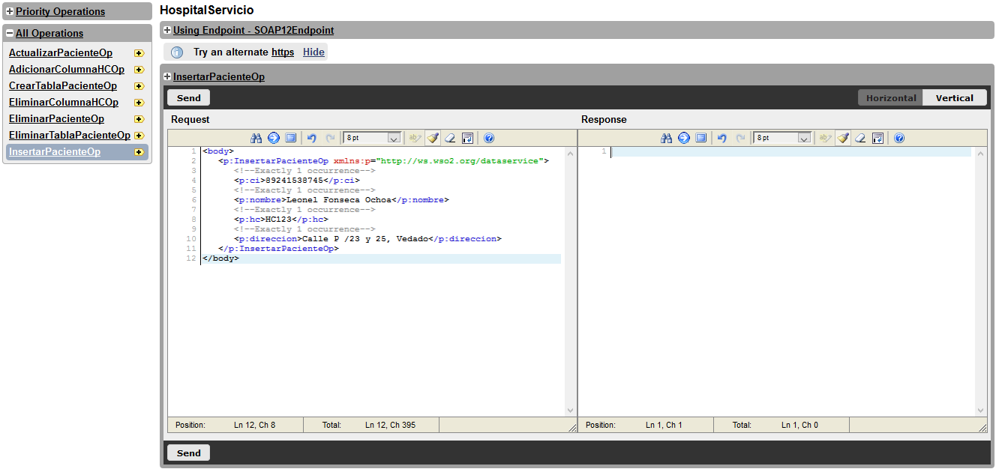 Priority Operations
All Operations
ActualizarPacienteOp
AdicionarColumnaHCOp
CrearTablaPacienteOp
EliminarColumnaHCOp
EliminarPacienteOp
EliminarTablaPacienteOp
InsertarPacienteOp
HospitalServicio
Using Endpoint - SOAP12Endpoint
Try an alternate https Hide
InsertarPacienteOp
Send Horizontal Vertical
Request
8 pt
1 <body>
2 <p:InsertarPacienteOp xmlns:p="http://ws.wso2.org/dataservice">
3 <!--Exactly 1 occurrence-->
4 <p:ci>89241538745</p:ci>
5 <!--Exactly 1 occurrence-->
6 <p:nombre>Leonel Fonseca Ochoa</p:nombre>
7 <!--Exactly 1 occurrence-->
8 <p:hc>HC123</p:hc>
9 <!--Exactly 1 occurrence-->
10 <p:direccion>Calle P /23 y 25, Vedado</p:direccion>
11 </p:InsertarPacienteOp>
12 </body>
Position: Ln 12, Ch 8 Total: Ln 12, Ch 395
Response
8 pt
1
Position: Ln 1, Ch 1 Total: Ln 1, Ch 0
Send